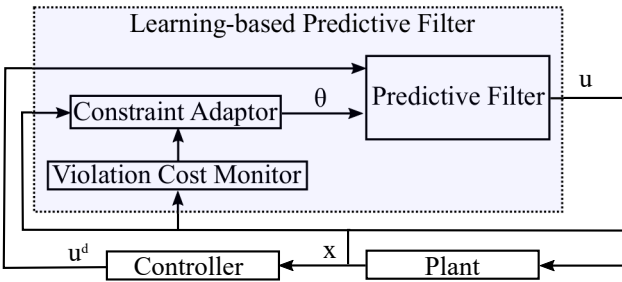 Learning-based Predictive Filter
Constraint Adaptor
θ
Predictive Filter
u
Violation Cost Monitor
u^d
Controller
x
Plant